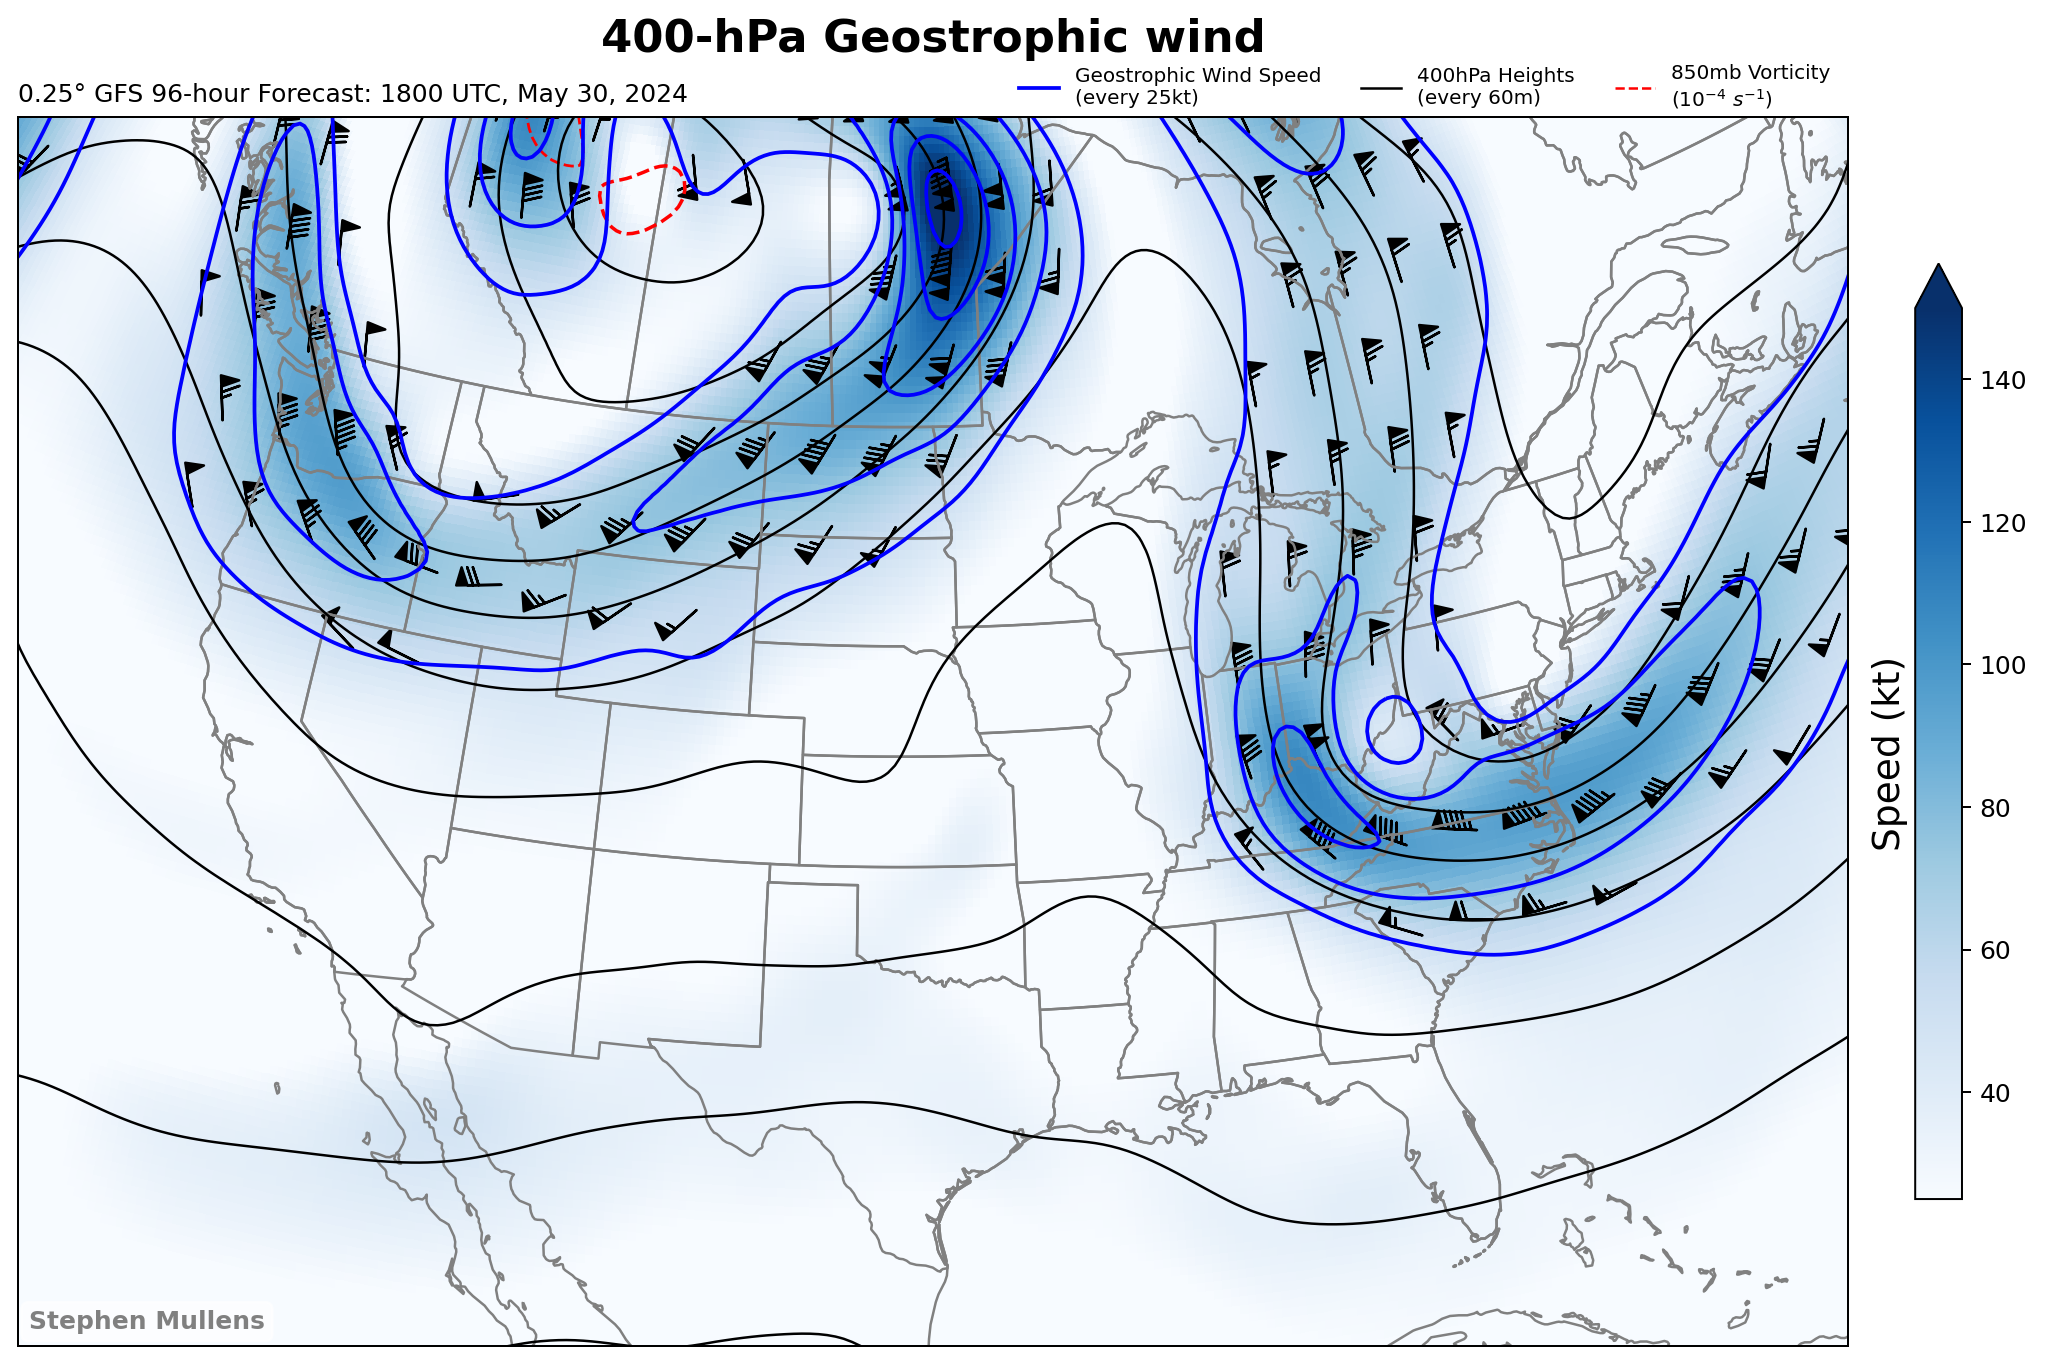 400-hPa Geostrophic wind
0.25° GFS 96-hour Forecast: 1800 UTC, May 30, 2024
Geostrophic Wind Speed
(every 25kt)
400hPa Heights
(every 60m)
850mb Vorticity
(10⁻⁴ s⁻¹)
140
120
100
80
60
40
Speed (kt)
Stephen Mullens